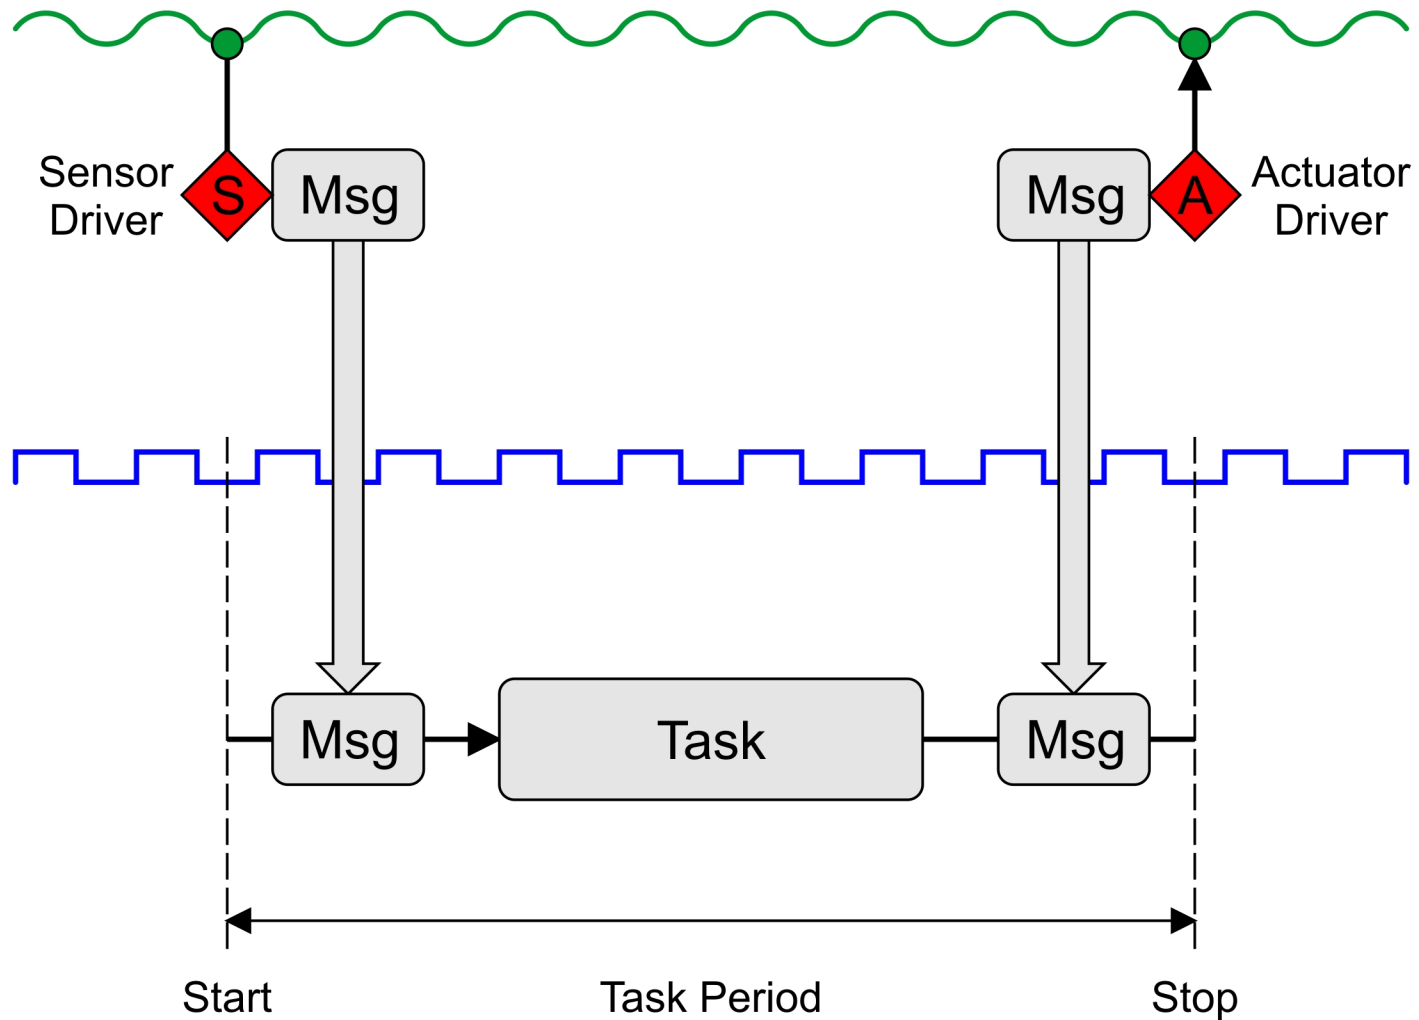 Sensor
Driver
S
Msg
Msg
A
Actuator
Driver
Msg
Task
Msg
Start
Task Period
Stop